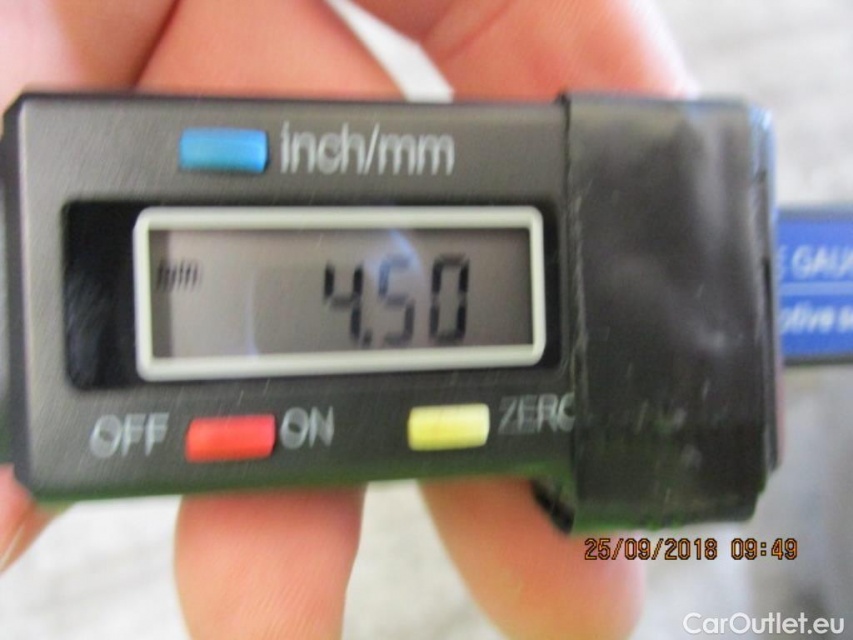 inch/mm
mm
4.50
OFF ON ZERO
25/09/2018 09:49
CarOutlet.eu